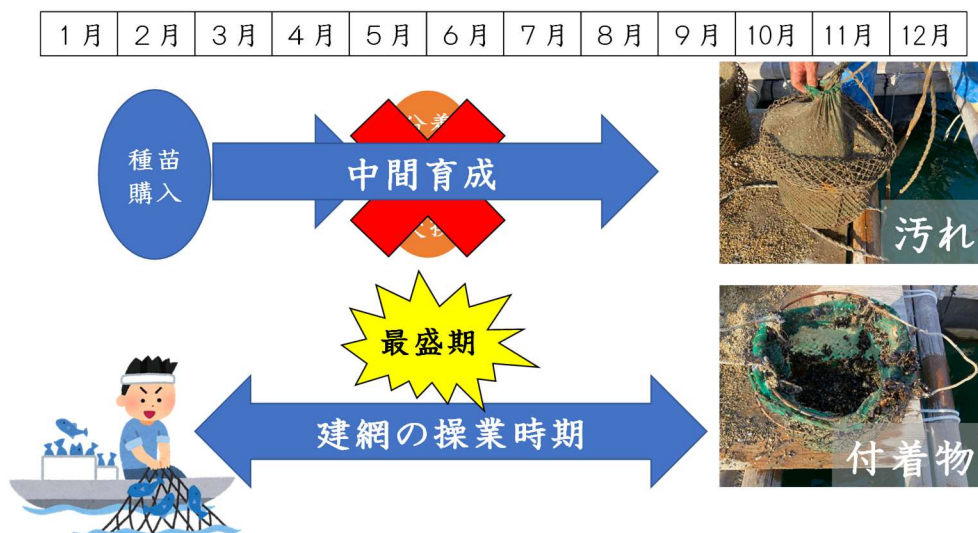 1月 2月 3月 4月 5月 6月 7月 8月 9月 10月 11月 12月
種苗
購入
中間育成
汚れ
最盛期
建網の操業時期
付着物